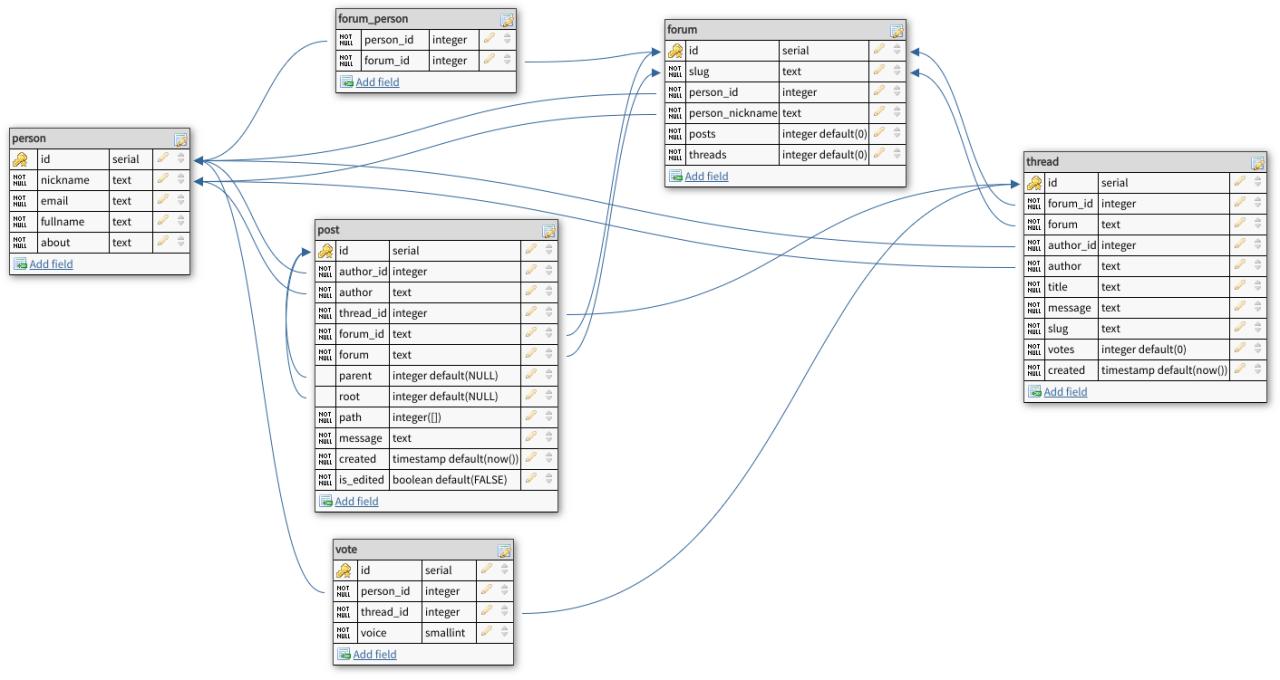 forum_person
NOT NULL person_id integer
NOT NULL forum_id integer
Add field
forum
id serial
NOT NULL slug text
NOT NULL person_id integer
NOT NULL person_nickname text
NOT NULL posts integer default(0)
NOT NULL threads integer default(0)
Add field
person
id serial
NOT NULL nickname text
NOT NULL email text
NOT NULL fullname text
NOT NULL about text
Add field
thread
id serial
NOT NULL forum_id integer
NOT NULL forum text
NOT NULL author_id integer
NOT NULL author text
NOT NULL title text
NOT NULL message text
NOT NULL slug text
NOT NULL votes integer default(0)
NOT NULL created timestamp default(now())
Add field
post
id serial
NOT NULL author_id integer
NOT NULL author text
NOT NULL thread_id integer
NOT NULL forum_id text
NOT NULL forum text
parent integer default(NULL)
root integer default(NULL)
NOT NULL path integer([])
NOT NULL message text
NOT NULL created timestamp default(now())
NOT NULL is_edited boolean default(FALSE)
Add field
vote
id serial
NOT NULL person_id integer
NOT NULL thread_id integer
NOT NULL voice smallint
Add field